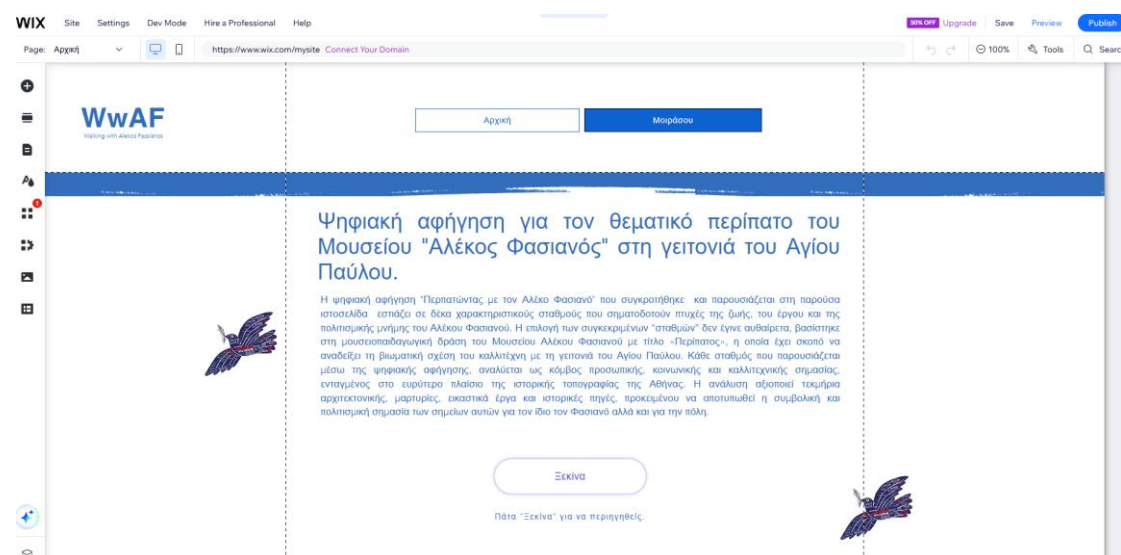 WIX Site Settings Dev Mode Hire a Professional Help 50% OFF Upgrade Save Preview Publish
Page: Αρχική https://www.wix.com/mysite Connect Your Domain 100% Tools Searc
WwAF
Walking with Alekos Fassianos
Αρχική Μοιράσου
1
Ψηφιακή αφήγηση για τον θεματικό περίπατο του
Μουσείου "Αλέκος Φασιανός" στη γειτονιά του Αγίου
Παύλου.
Η ψηφιακή αφήγηση "Περπατώντας με τον Αλέκο Φασιανό" που συγκροτήθηκε και παρουσιάζεται στη παρούσα
ιστοσελίδα εστιάζει σε δέκα χαρακτηριστικούς σταθμούς που σηματοδοτούν πτυχές της ζωής, του έργου και της
πολιτισμικής μνήμης του Αλέκου Φασιανού. Η επιλογή των συγκεκριμένων "σταθμών" δεν έγινε αυθαίρετα, βασίστηκε
στη μουσειοπαιδαγωγική δράση του Μουσείου Αλέκου Φασιανού με τίτλο «Περίπατος», η οποία έχει σκοπό να
αναδείξει τη βιωματική σχέση του καλλιτέχνη με τη γειτονιά του Αγίου Παύλου. Κάθε σταθμός που παρουσιάζεται
μέσω της ψηφιακής αφήγησης, αναλύεται ως κόμβος προσωπικής, κοινωνικής και καλλιτεχνικής σημασίας,
ενταγμένος στο ευρύτερο πλαίσιο της ιστορικής τοπογραφίας της Αθήνας. Η ανάλυση αξιοποιεί τεκμήρια
αρχιτεκτονικής, μαρτυρίες, εικαστικά έργα και ιστορικές πηγές, προκειμένου να αποτυπωθεί η συμβολική και
πολιτισμική σημασία των σημείων αυτών για τον ίδιο τον Φασιανό αλλά και για την πόλη.
Ξεκίνα
Πάτα "Ξεκίνα" για να περιηγηθείς.